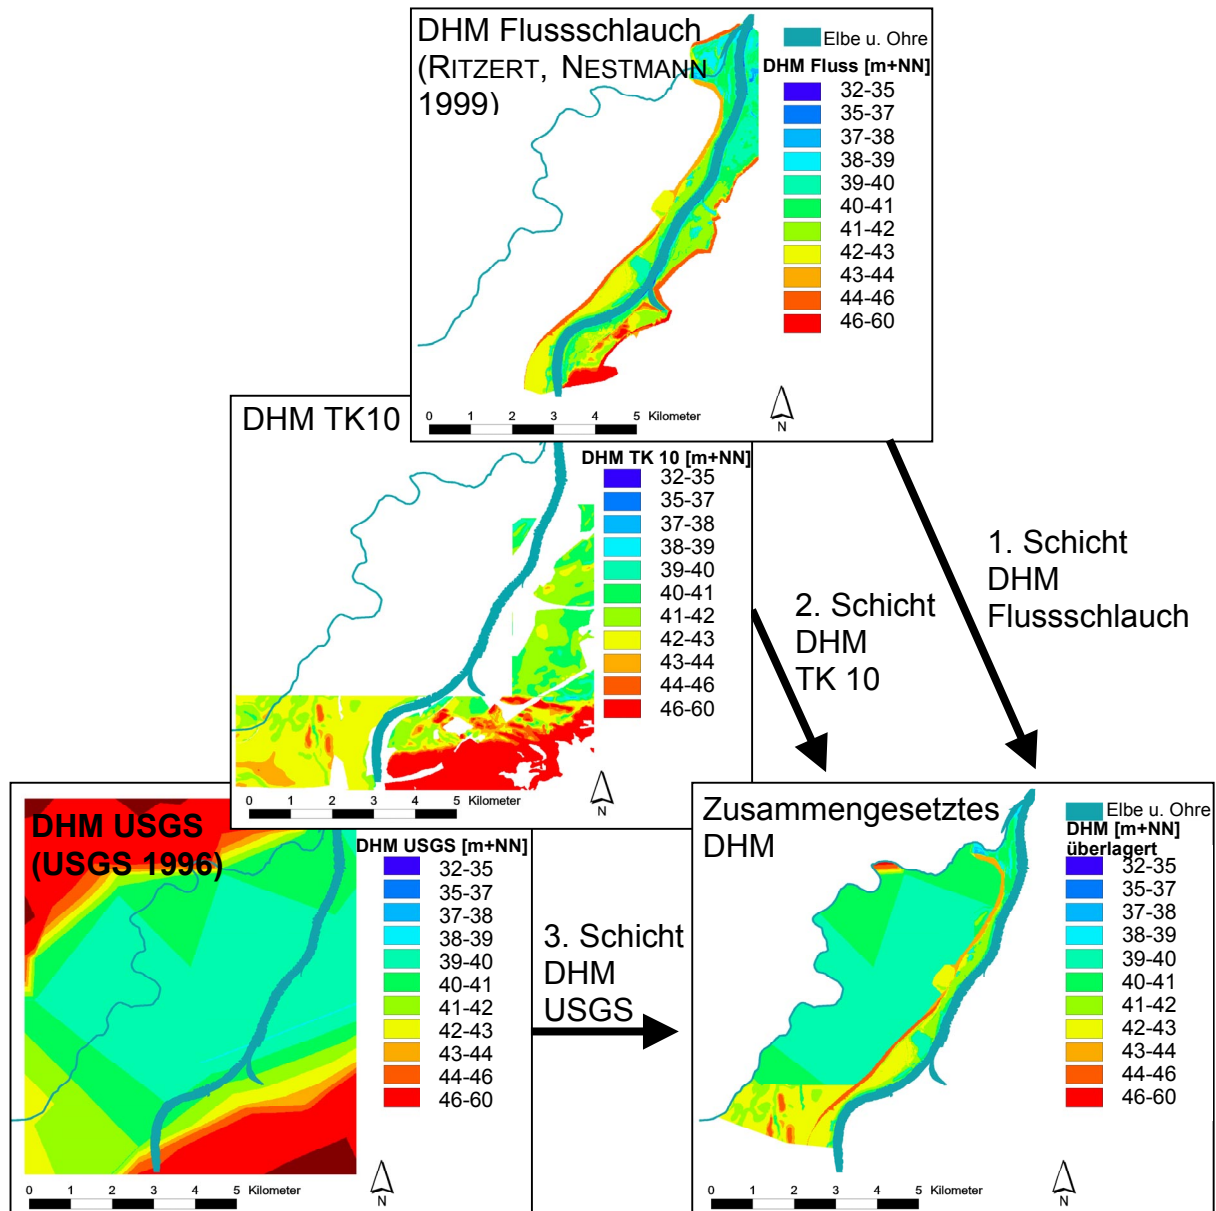 DHM Flussschlauch
(RITZERT, NESTMANN
1999)
Elbe u. Ohre
DHM Fluss [m+NN]
32-35
35-37
37-38
38-39
39-40
40-41
41-42
42-43
43-44
44-46
46-60
0 1 2 3 4 5 Kilometer
N
DHM TK10
DHM TK 10 [m+NN]
32-35
35-37
37-38
38-39
39-40
40-41
41-42
42-43
43-44
44-46
46-60
0 1 2 3 4 5 Kilometer
N
1. Schicht
DHM
Flussschlauch
2. Schicht
DHM
TK 10
DHM USGS
(USGS 1996)
DHM USGS [m+NN]
32-35
35-37
37-38
38-39
39-40
40-41
41-42
42-43
43-44
44-46
46-60
0 1 2 3 4 5 Kilometer
N
3. Schicht
DHM
USGS
Zusammengesetztes
DHM
Elbe u. Ohre
DHM [m+NN]
überlagert
32-35
35-37
37-38
38-39
39-40
40-41
41-42
42-43
43-44
44-46
46-60
0 1 2 3 4 5 Kilometer
N